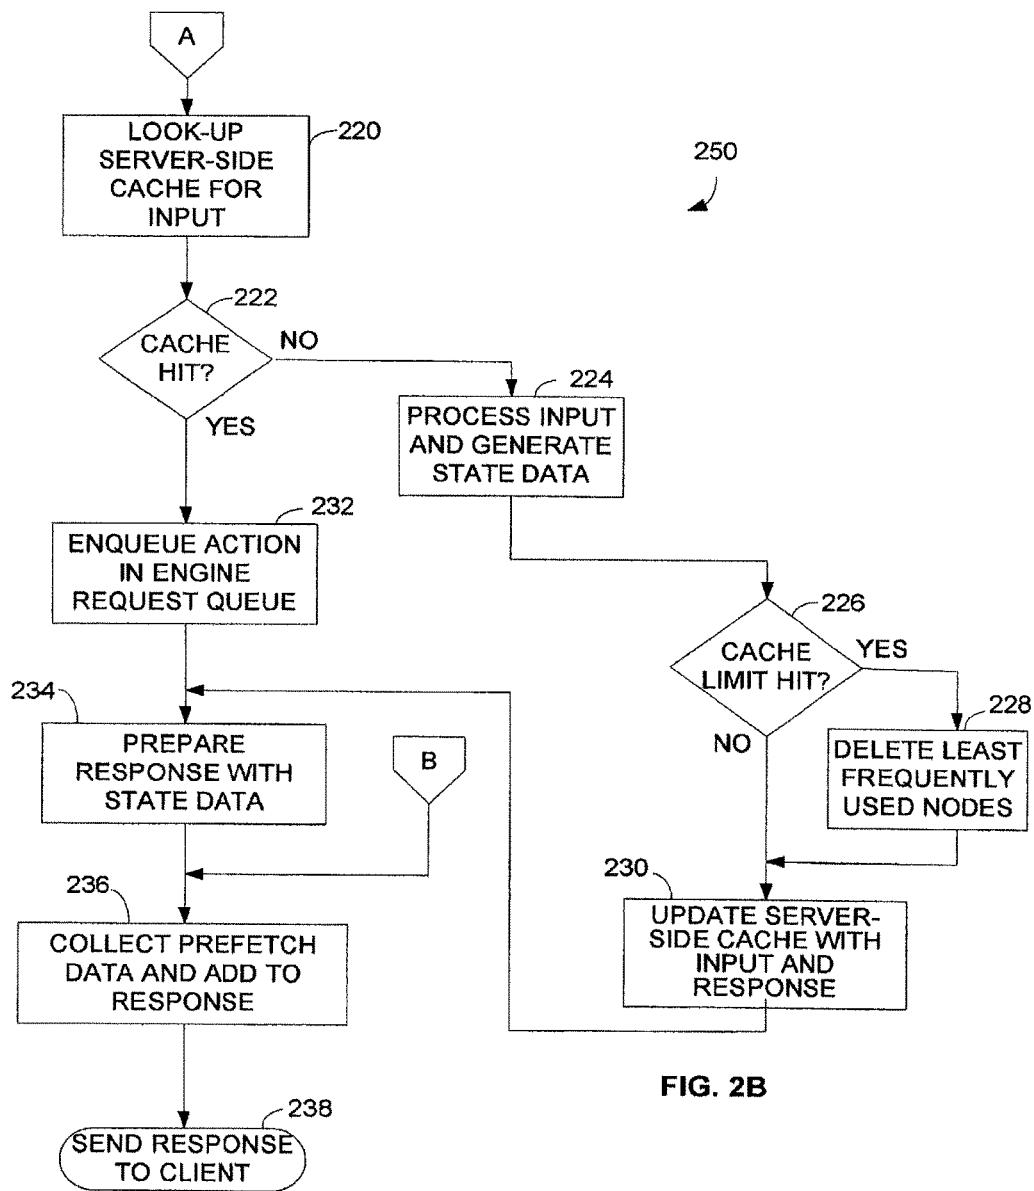 A
LOOK-UP
SERVER-SIDE
CACHE FOR
INPUT
220
250
222
CACHE
HIT?
NO
YES
224
PROCESS INPUT
AND GENERATE
STATE DATA
232
ENQUEUE ACTION
IN ENGINE
REQUEST QUEUE
226
CACHE
LIMIT HIT?
YES
NO
228
DELETE LEAST
FREQUENTLY
USED NODES
234
PREPARE
RESPONSE WITH
STATE DATA
B
230
UPDATE SERVER-
SIDE CACHE WITH
INPUT AND
RESPONSE
236
COLLECT PREFETCH
DATA AND ADD TO
RESPONSE
238
SEND RESPONSE
TO CLIENT
FIG. 2B